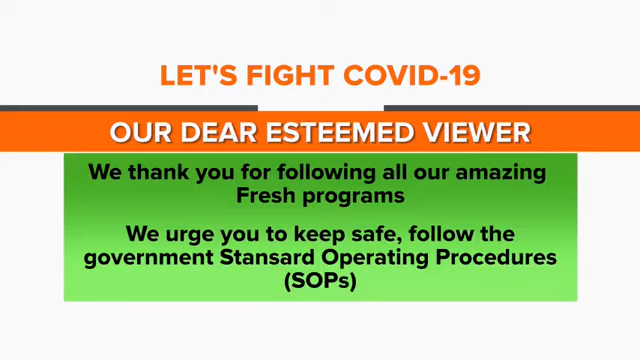 LET'S FIGHT COVID-19
OUR DEAR ESTEEMED VIEWER
We thank you for following all our amazing
Fresh programs
We urge you to keep safe, follow the
government Stansard Operating Procedures
(SOPs)